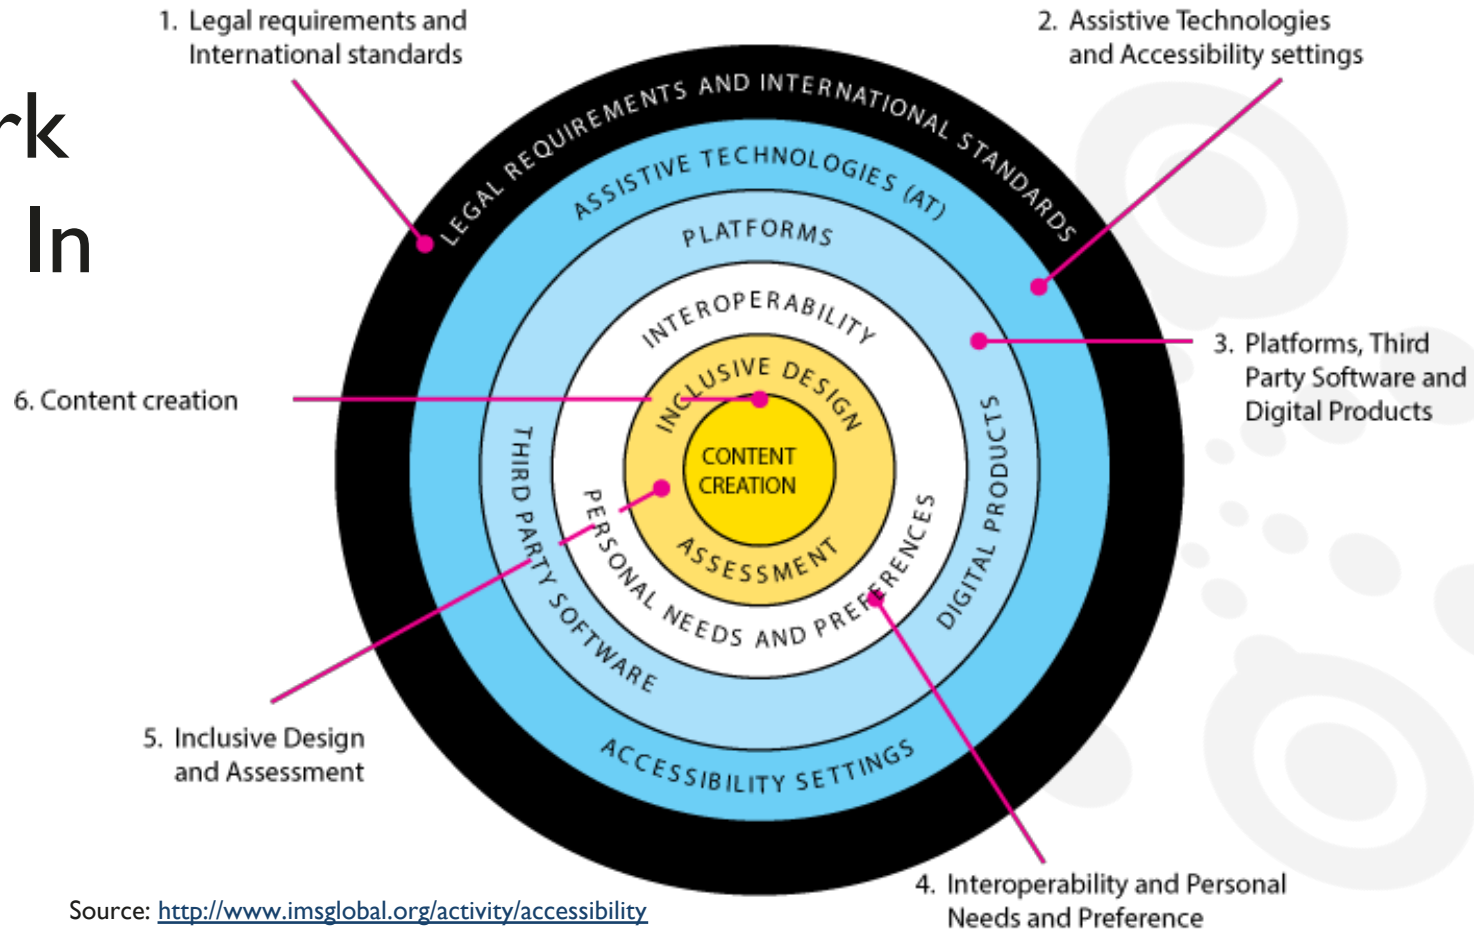 rk
In
1. Legal requirements and
International standards
2. Assistive Technologies
and Accessibility settings
LEGAL REQUIREMENTS AND INTERNATIONAL STANDARDS
ASSISTIVE TECHNOLOGIES (AT)
PLATFORMS
INTEROPERABILITY
INCLUSIVE DESIGN
CONTENT
CREATION
ASSESSMENT
PERSONAL NEEDS AND PREFERENCES
THIRD PARTY SOFTWARE
DIGITAL PRODUCTS
ACCESSIBILITY SETTINGS
3. Platforms, Third
Party Software and
Digital Products
6. Content creation
5. Inclusive Design
and Assessment
4. Interoperability and Personal
Needs and Preference
Source: http://www.imsglobal.org/activity/accessibility